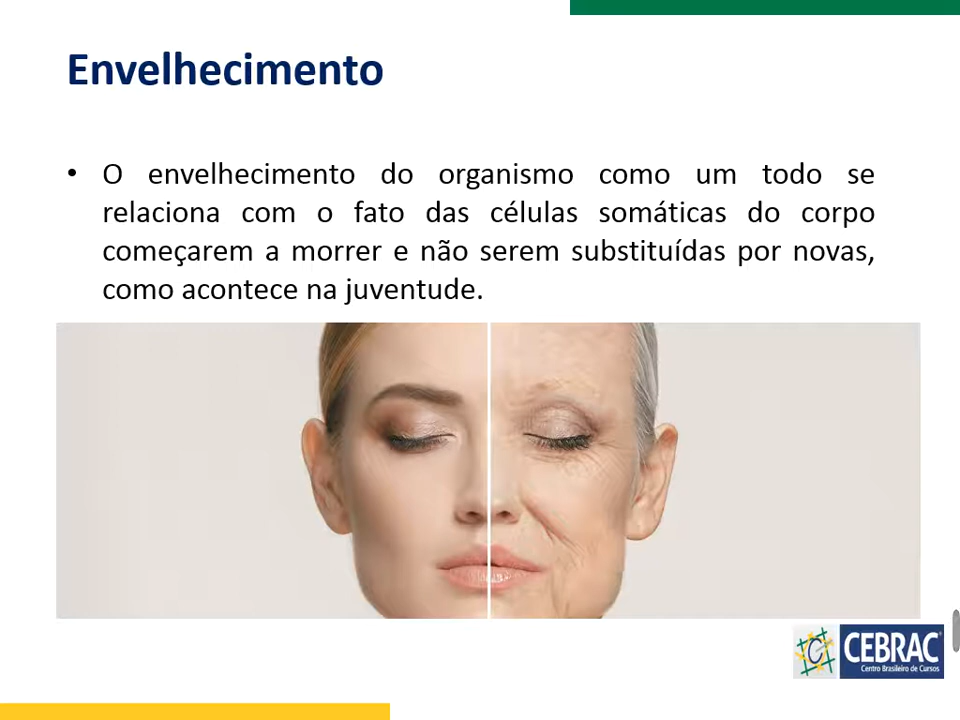 Envelhecimento
• O envelhecimento do organismo como um todo se
relaciona com o fato das células somáticas do corpo
começarem a morrer e não serem substituídas por novas,
como acontece na juventude.
C CEBRAC
Centro Brasileiro de Cursos